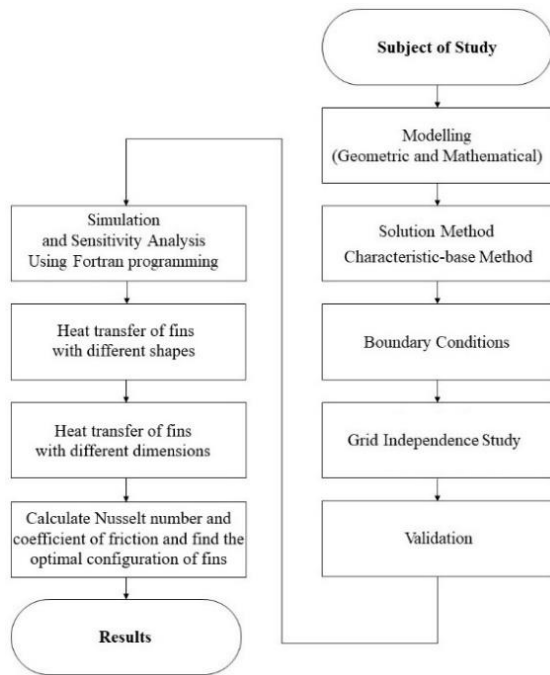 Subject of Study
Modelling
(Geometric and Mathematical)
Solution Method
Characteristic-base Method
Boundary Conditions
Grid Independence Study
Validation
Simulation
and Sensitivity Analysis
Using Fortran programming
Heat transfer of fins
with different shapes
Heat transfer of fins
with different dimensions
Calculate Nusselt number and
coefficient of friction and find the
optimal configuration of fins
Results